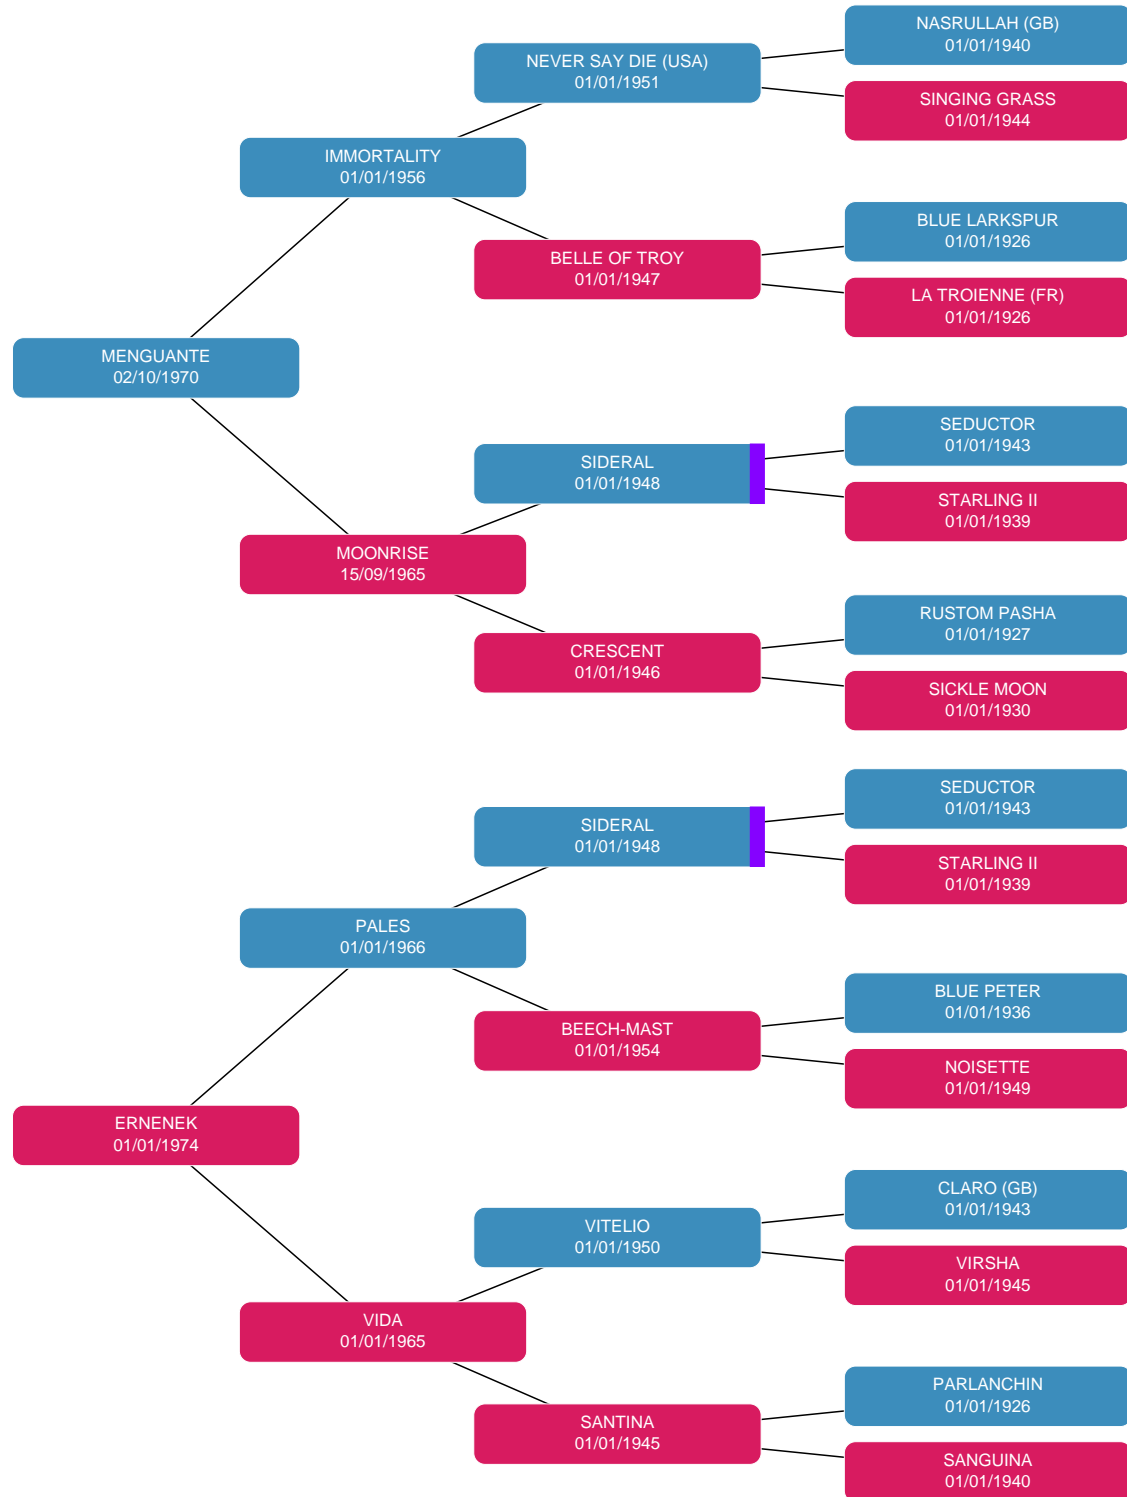 NASRULLAH (GB)
01/01/1940
NEVER SAY DIE (USA)
01/01/1951
SINGING GRASS
01/01/1944
IMMORTALITY
01/01/1956
BLUE LARKSPUR
01/01/1926
BELLE OF TROY
01/01/1947
LA TROIENNE (FR)
01/01/1926
MENGUANTE
02/10/1970
SEDUCTOR
01/01/1943
SIDERAL
01/01/1948
STARLING II
01/01/1939
MOONRISE
15/09/1965
RUSTOM PASHA
01/01/1927
CRESCENT
01/01/1946
SICKLE MOON
01/01/1930
SEDUCTOR
01/01/1943
SIDERAL
01/01/1948
STARLING II
01/01/1939
PALES
01/01/1966
BLUE PETER
01/01/1936
BEECH-MAST
01/01/1954
NOISETTE
01/01/1949
ERNENEK
01/01/1974
CLARO (GB)
01/01/1943
VITELIO
01/01/1950
VIRSHA
01/01/1945
VIDA
01/01/1965
PARLANCHIN
01/01/1926
SANTINA
01/01/1945
SANGUINA
01/01/1940